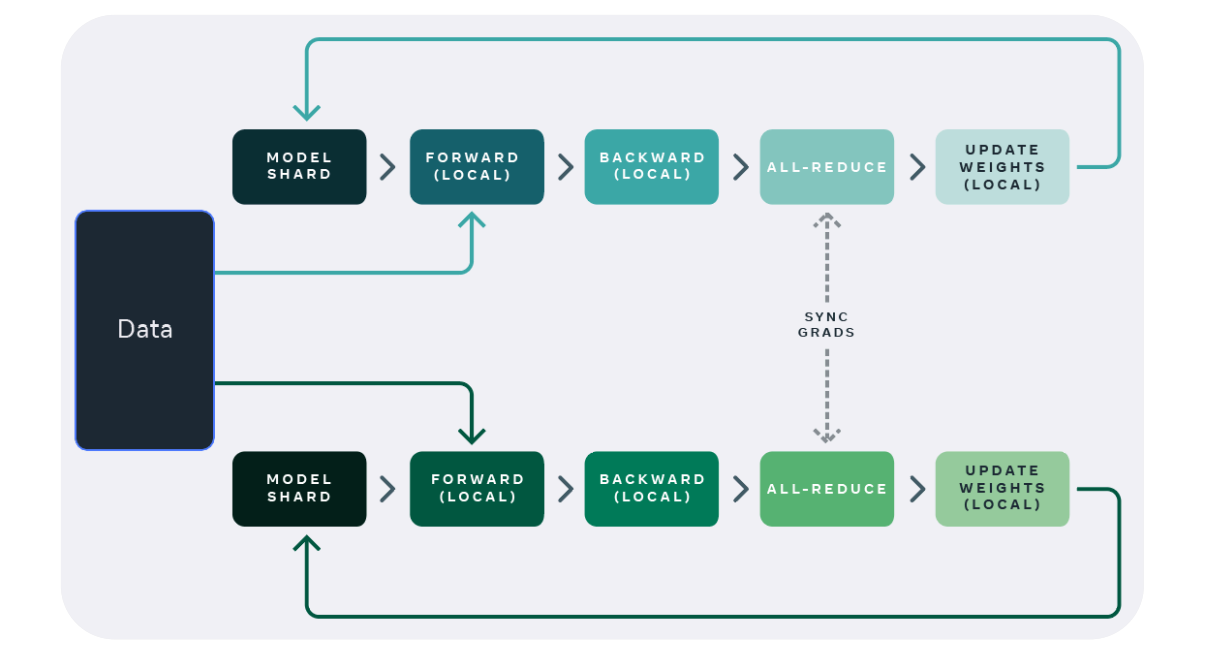 MODEL
SHARD
FORWARD
(LOCAL)
BACKWARD
(LOCAL)
ALL-REDUCE
UPDATE
WEIGHTS
(LOCAL)
Data
SYNC
GRADS
MODEL
SHARD
FORWARD
(LOCAL)
BACKWARD
(LOCAL)
ALL-REDUCE
UPDATE
WEIGHTS
(LOCAL)